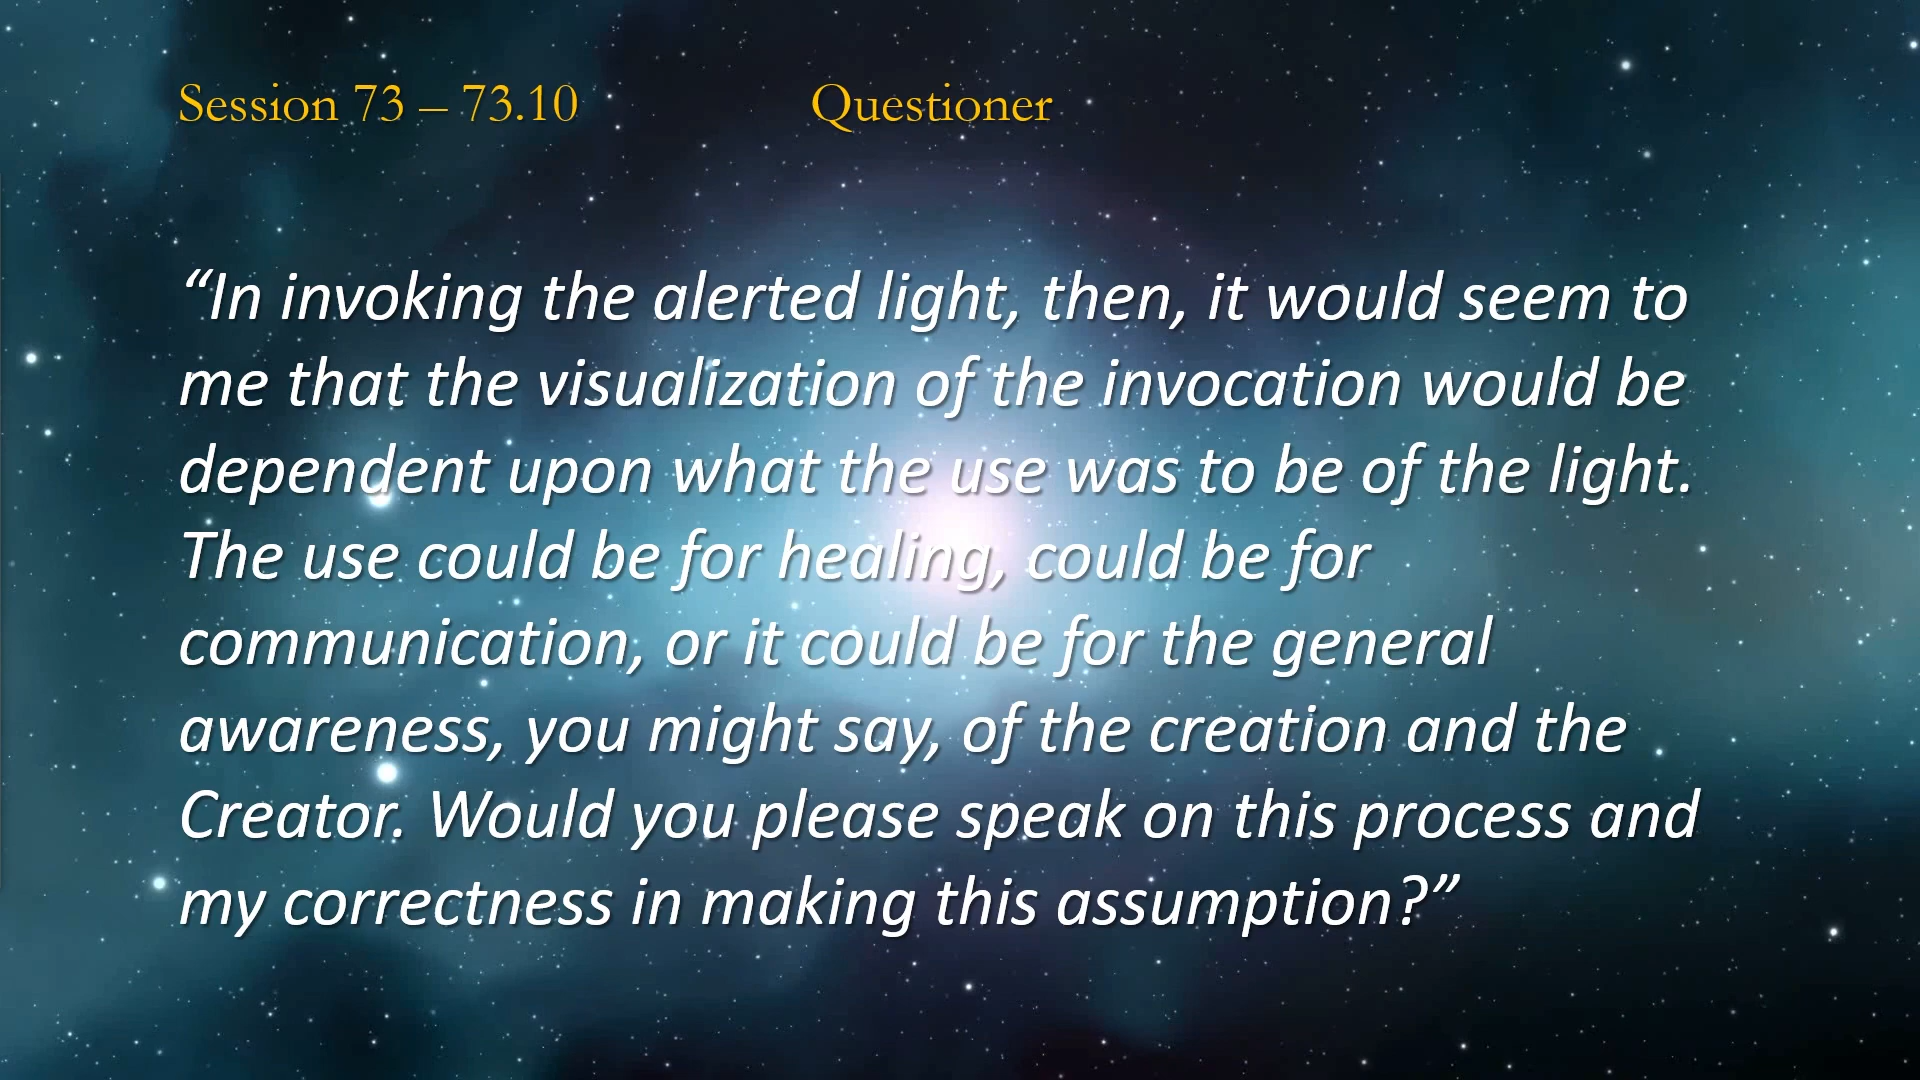 Session 73 – 73.10 Questioner
“In invoking the alerted light, then, it would seem to
me that the visualization of the invocation would be
dependent upon what the use was to be of the light.
The use could be for healing, could be for
communication, or it could be for the general
awareness, you might say, of the creation and the
Creator. Would you please speak on this process and
my correctness in making this assumption?”